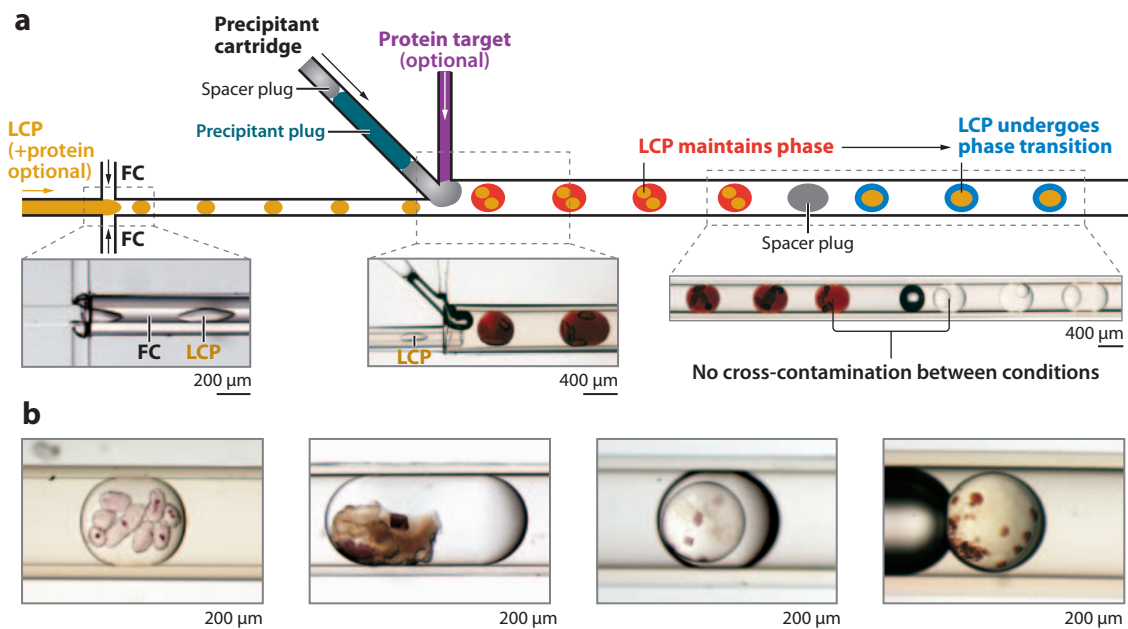 a
Precipitant
cartridge
Protein target
(optional)
Spacer plug
Precipitant plug
LCP
(+protein
optional)
FC
FC
LCP maintains phase
LCP undergoes
phase transition
Spacer plug
FC
LCP
200 μm
LCP
400 μm
400 μm
No cross-contamination between conditions
b
200 μm
200 μm
200 μm
200 μm